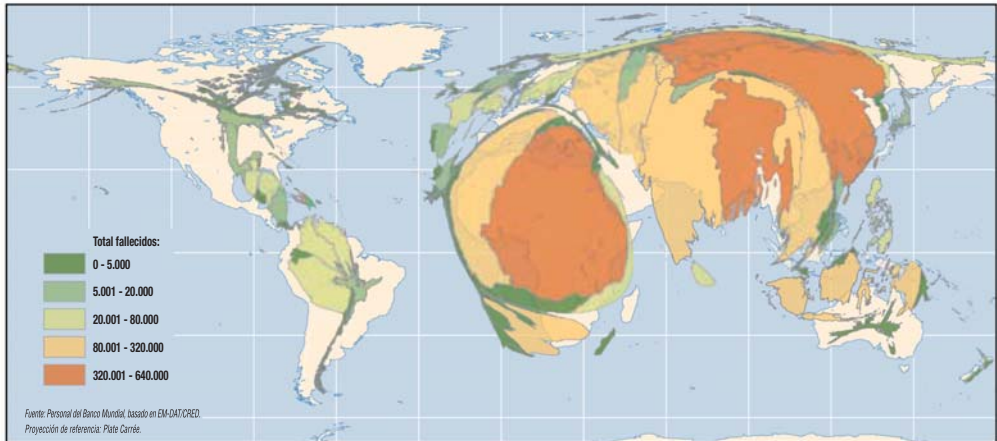 Total fallecidos:
0 - 5.000
5.001 - 20.000
20.001 - 80.000
80.001 - 320.000
320.001 - 640.000
Fuente: Personal del Banco Mundial, basado en EM-DAT/CRED.
Proyección de referencia: Plate Carrée.